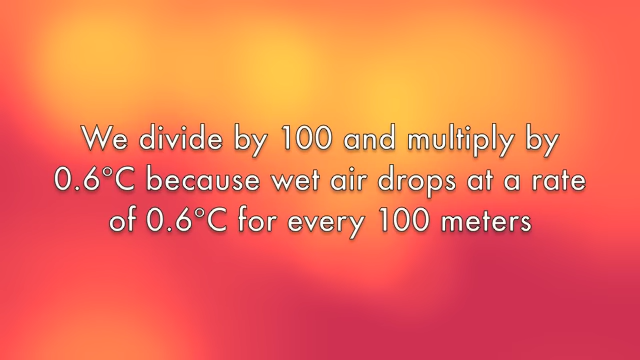 We divide by 100 and multiply by
0.6°C because wet air drops at a rate
of 0.6°C for every 100 meters